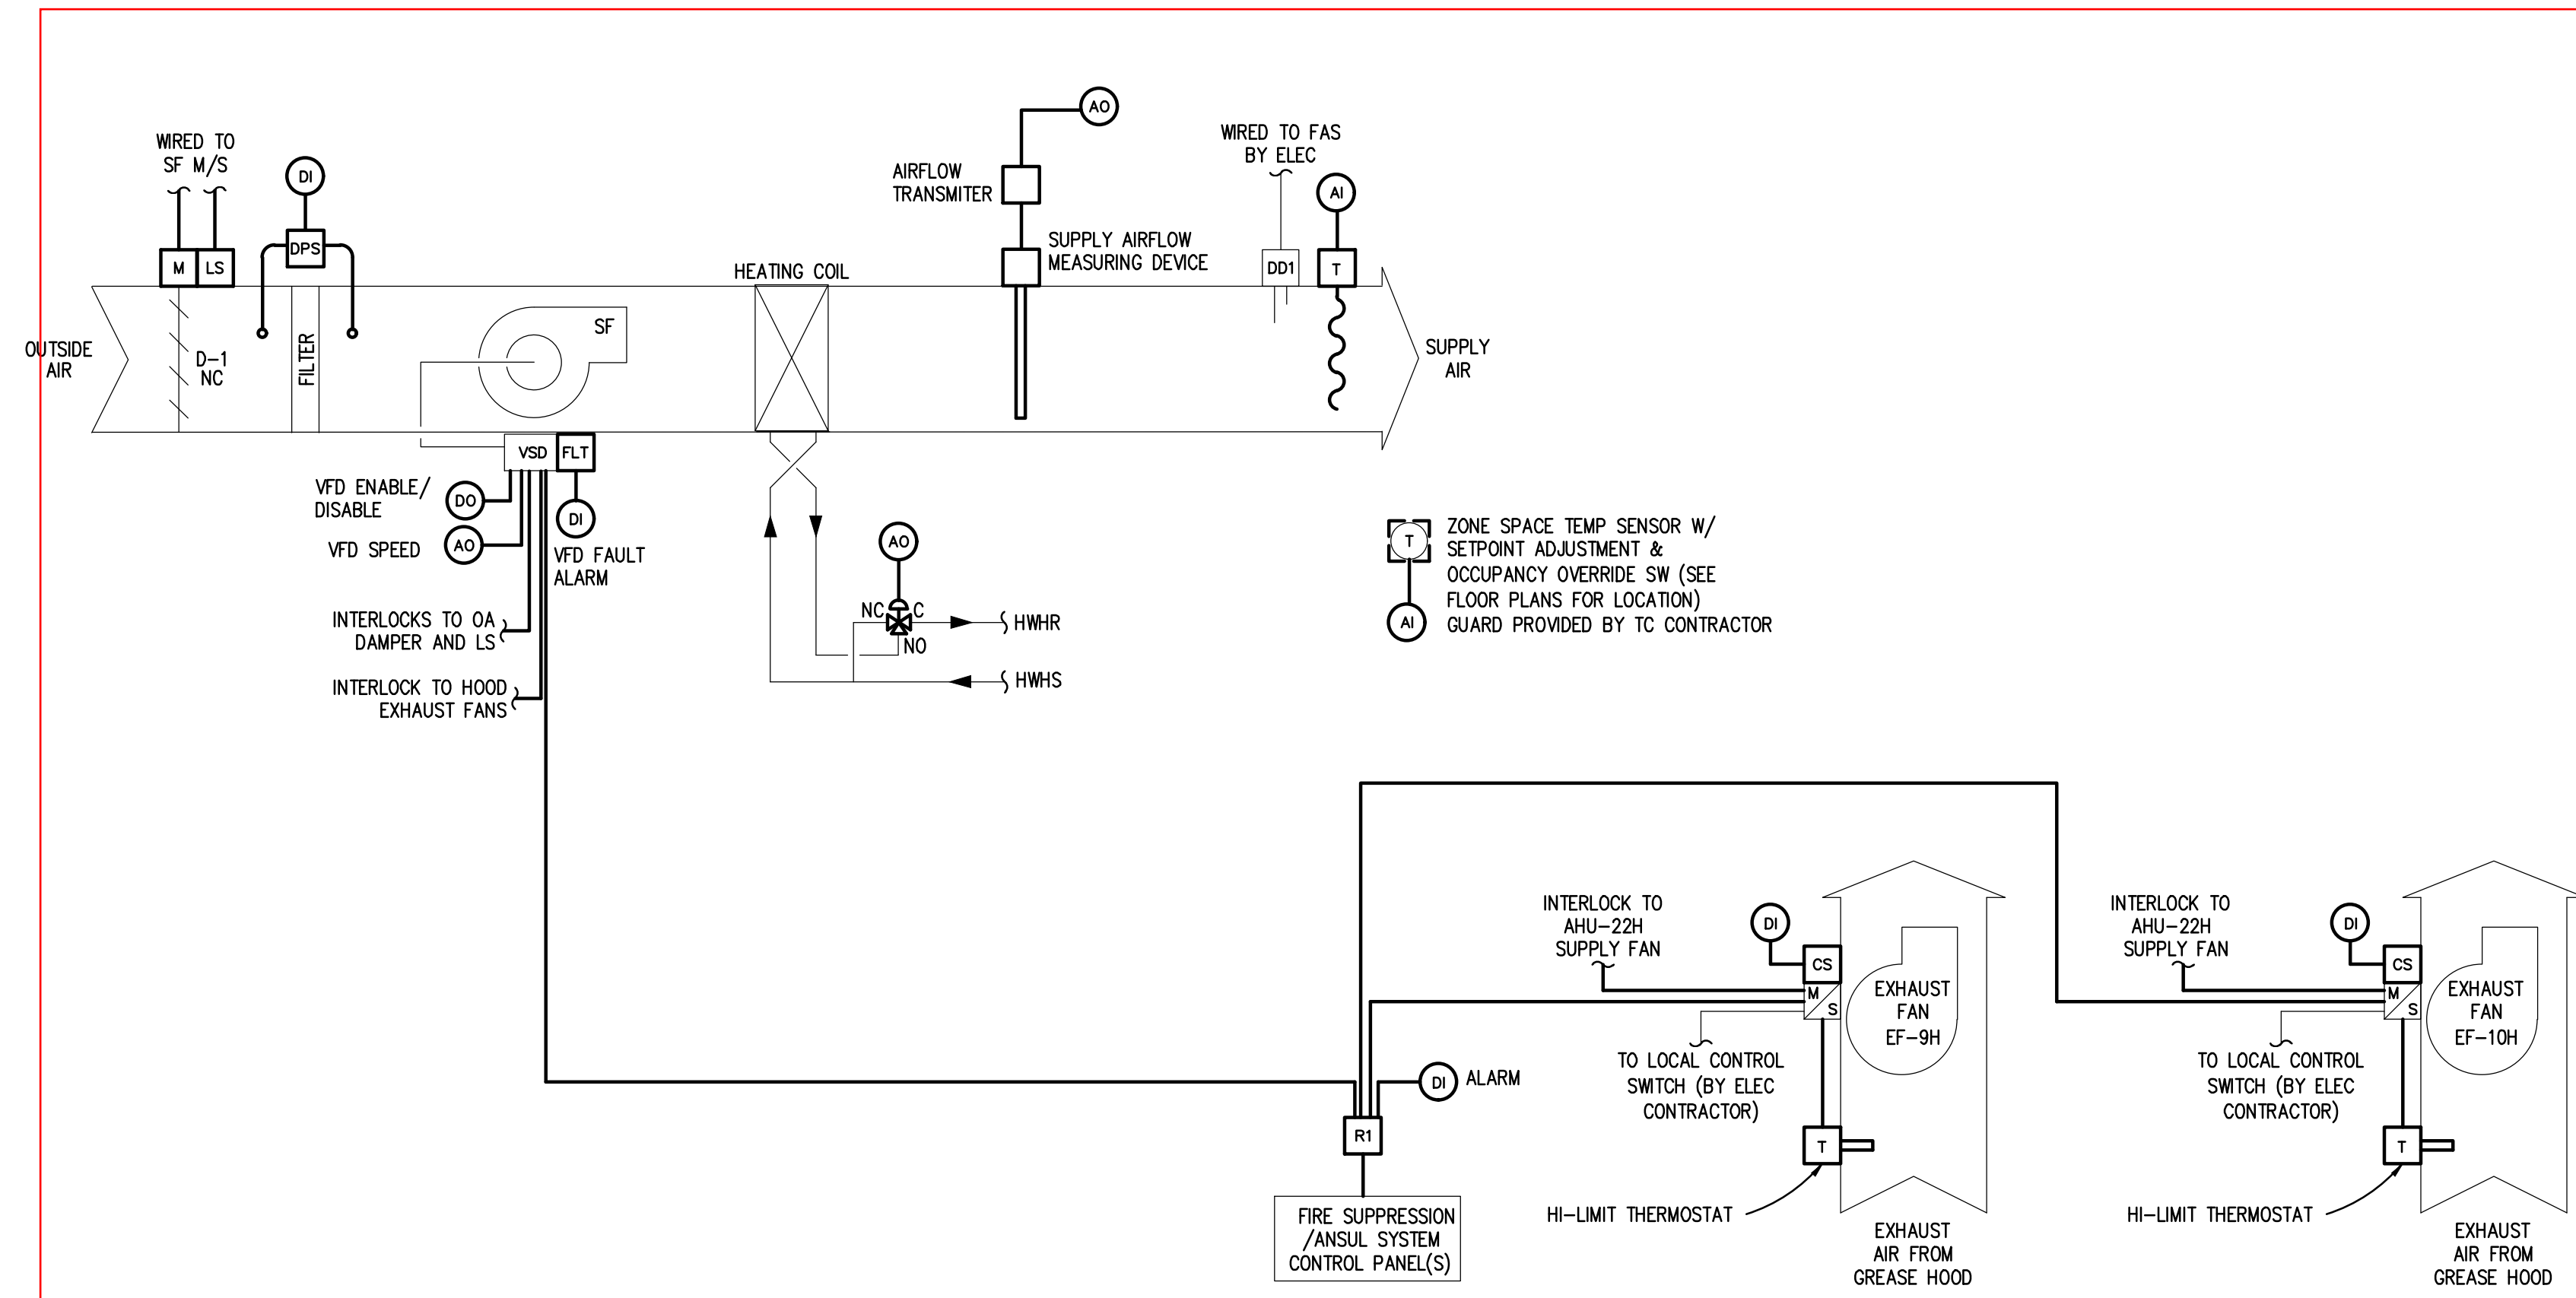 AO
WIRED TO
SF M/S
DI
AIRFLOW
TRANSMITER
WIRED TO FAS
BY ELEC
AI
M
LS
DPS
HEATING COIL
SUPPLY AIRFLOW
MEASURING DEVICE
DD1
T
OUTSIDE
AIR
D-1
NC
FILTER
SF
SUPPLY
AIR
VSD
FLT
VFD ENABLE/
DISABLE
DO
DI
VFD SPEED
AO
VFD FAULT
ALARM
INTERLOCKS TO OA
DAMPER AND LS
INTERLOCK TO HOOD
EXHAUST FANS
AO
NC
C
NO
HWHR
HWHS
T
AI
ZONE SPACE TEMP SENSOR W/
SETPOINT ADJUSTMENT &
OCCUPANCY OVERRIDE SW (SEE
FLOOR PLANS FOR LOCATION)
GUARD PROVIDED BY TC CONTRACTOR
INTERLOCK TO
AHU-22H
SUPPLY FAN
DI
CS
M
S
EXHAUST
FAN
EF-9H
TO LOCAL CONTROL
SWITCH (BY ELEC
CONTRACTOR)
T
HI-LIMIT THERMOSTAT
EXHAUST
AIR FROM
GREASE HOOD
INTERLOCK TO
AHU-22H
SUPPLY FAN
DI
CS
M
S
EXHAUST
FAN
EF-10H
TO LOCAL CONTROL
SWITCH (BY ELEC
CONTRACTOR)
T
HI-LIMIT THERMOSTAT
EXHAUST
AIR FROM
GREASE HOOD
DI
ALARM
R1
FIRE SUPPRESSION
/ANSUL SYSTEM
CONTROL PANEL(S)